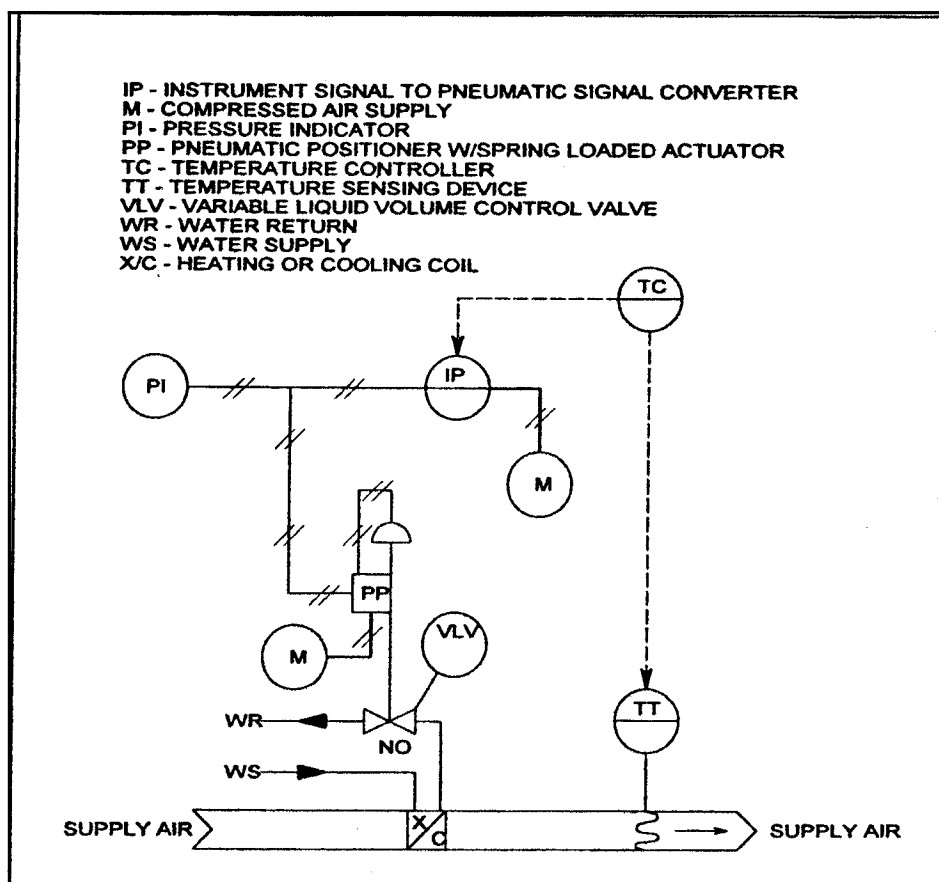 IP - INSTRUMENT SIGNAL TO PNEUMATIC SIGNAL CONVERTER
M - COMPRESSED AIR SUPPLY
PI - PRESSURE INDICATOR
PP - PNEUMATIC POSITIONER W/SPRING LOADED ACTUATOR
TC - TEMPERATURE CONTROLLER
TT - TEMPERATURE SENSING DEVICE
VLV - VARIABLE LIQUID VOLUME CONTROL VALVE
WR - WATER RETURN
WS - WATER SUPPLY
X/C - HEATING OR COOLING COIL
TC
PI
IP
M
PP
VLV
M
WR
NO
TT
WS
SUPPLY AIR
X
C
SUPPLY AIR